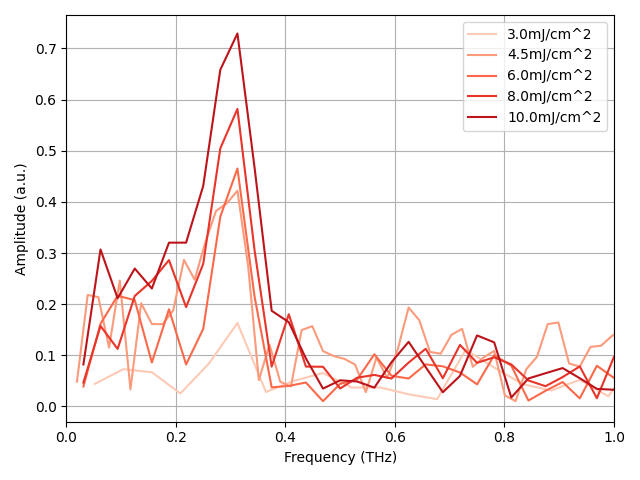 3.0mJ/cm^2
4.5mJ/cm^2
6.0mJ/cm^2
8.0mJ/cm^2
10.0mJ/cm^2
0.7
0.6
0.5
0.4
0.3
0.2
0.1
0.0
Amplitude (a.u.)
0.0 0.2 0.4 0.6 0.8 1.0
Frequency (THz)